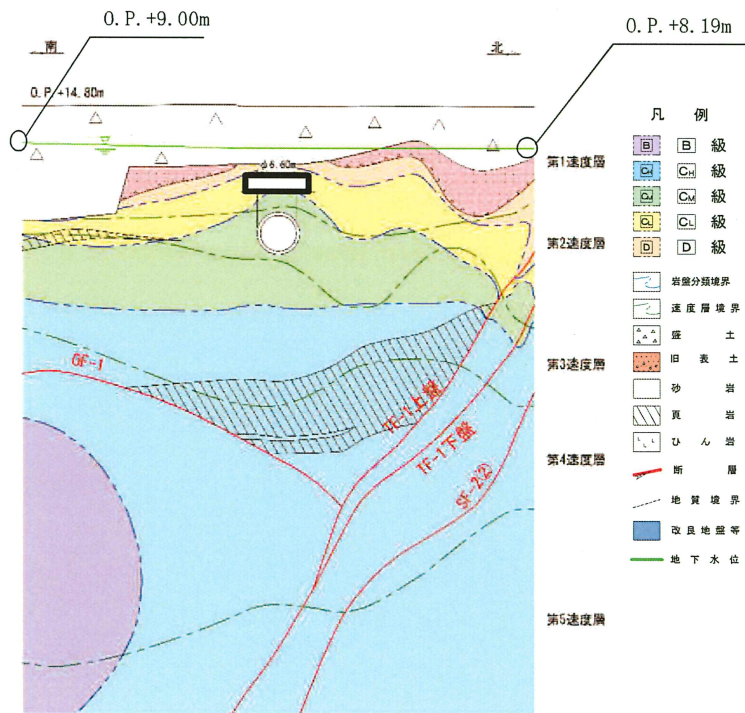 O.P.+9.00m
O.P.+8.19m
南
北
O.P.+14.80m
φ6.60m
第1速度層
第2速度層
第3速度層
第4速度層
第5速度層
GF-1
TF-1上盤
TF-1下盤
SF-2(2)
凡 例
B B 級
CH CH 級
CM CM 級
CL CL 級
D D 級
岩盤分類境界
速度層境界
盛 土
旧 表 土
砂 岩
頁 岩
ひ ん 岩
断 層
地 質 境 界
改 良 地 盤 等
地 下 水 位